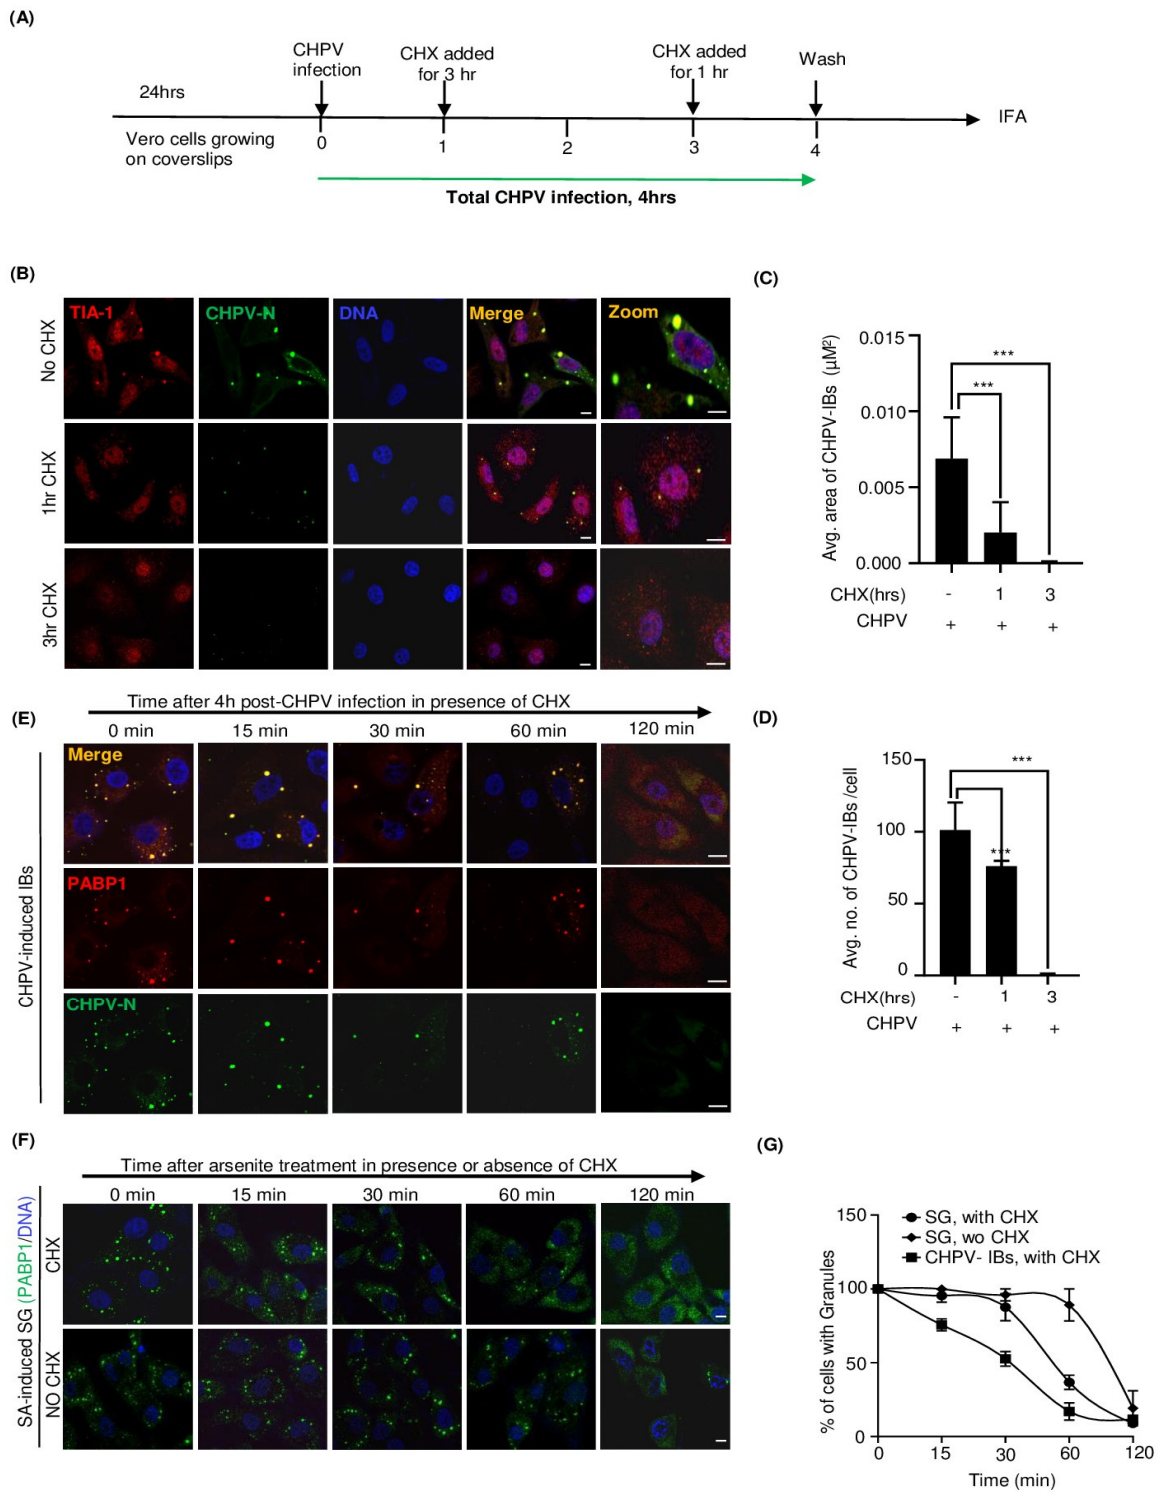 (A)
CHPV
infection
CHX added
for 3 hr
CHX added
for 1 hr
Wash
24hrs
IFA
Vero cells growing
on coverslips
0
1
2
3
4
Total CHPV infection, 4hrs
(B)
TIA-1
CHPV-N
DNA
Merge
Zoom
No CHX
1hr CHX
3hr CHX
(C)
0.015
0.010
0.005
0.000
Avg. area of CHPV-IBs (µM²)
***
***
CHX(hrs) - 1 3
CHPV + + +
(E)
Time after 4h post-CHPV infection in presence of CHX
0 min 15 min 30 min 60 min 120 min
CHPV-induced IBs
Merge
PABP1
CHPV-N
(D)
150
100
50
0
Avg. no. of CHPV-IBs /cell
***
***
CHX(hrs) - 1 3
CHPV + + +
(F)
Time after arsenite treatment in presence or absence of CHX
0 min 15 min 30 min 60 min 120 min
SA-induced SG (PABP1/DNA)
CHX
NO CHX
(G)
SG, with CHX
SG, wo CHX
CHPV- IBs, with CHX
150
100
50
0
% of cells with Granules
0 15 30 60 120
Time (min)